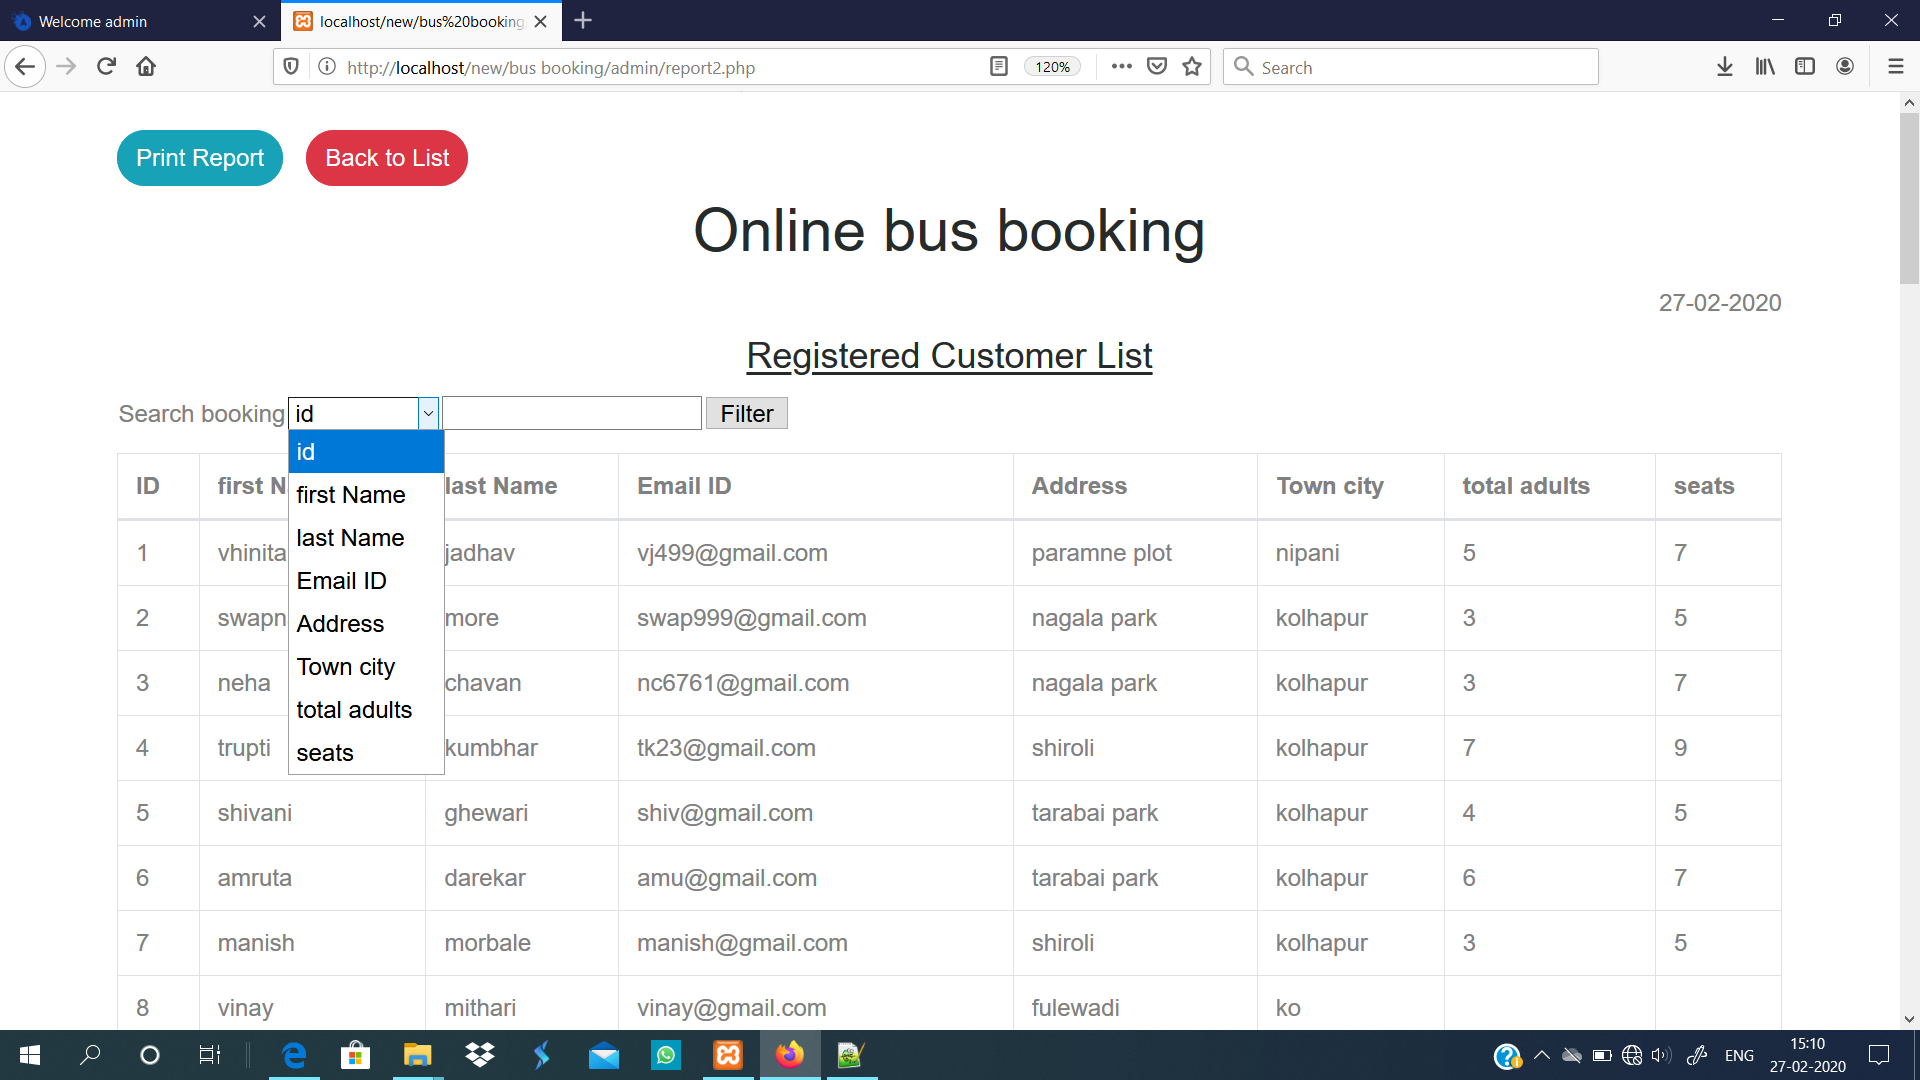 Welcome admin
localhost/new/bus%20booking
http://localhost/new/bus booking/admin/report2.php
120%
Search
Print Report
Back to List
Online bus booking
27-02-2020
Registered Customer List
Search booking id Filter
id
first Name
last Name
Email ID
Address
Town city
total adults
seats
ID first N last Name Email ID Address Town city total adults seats
1 vhinita jadhav vj499@gmail.com paramne plot nipani 5 7
2 swapn more swap999@gmail.com nagala park kolhapur 3 5
3 neha chavan nc6761@gmail.com nagala park kolhapur 3 7
4 trupti kumbhar tk23@gmail.com shiroli kolhapur 7 9
5 shivani ghewari shiv@gmail.com tarabai park kolhapur 4 5
6 amruta darekar amu@gmail.com tarabai park kolhapur 6 7
7 manish morbale manish@gmail.com shiroli kolhapur 3 5
8 vinay mithari vinay@gmail.com fulewadi ko
ENG
15:10
27-02-2020